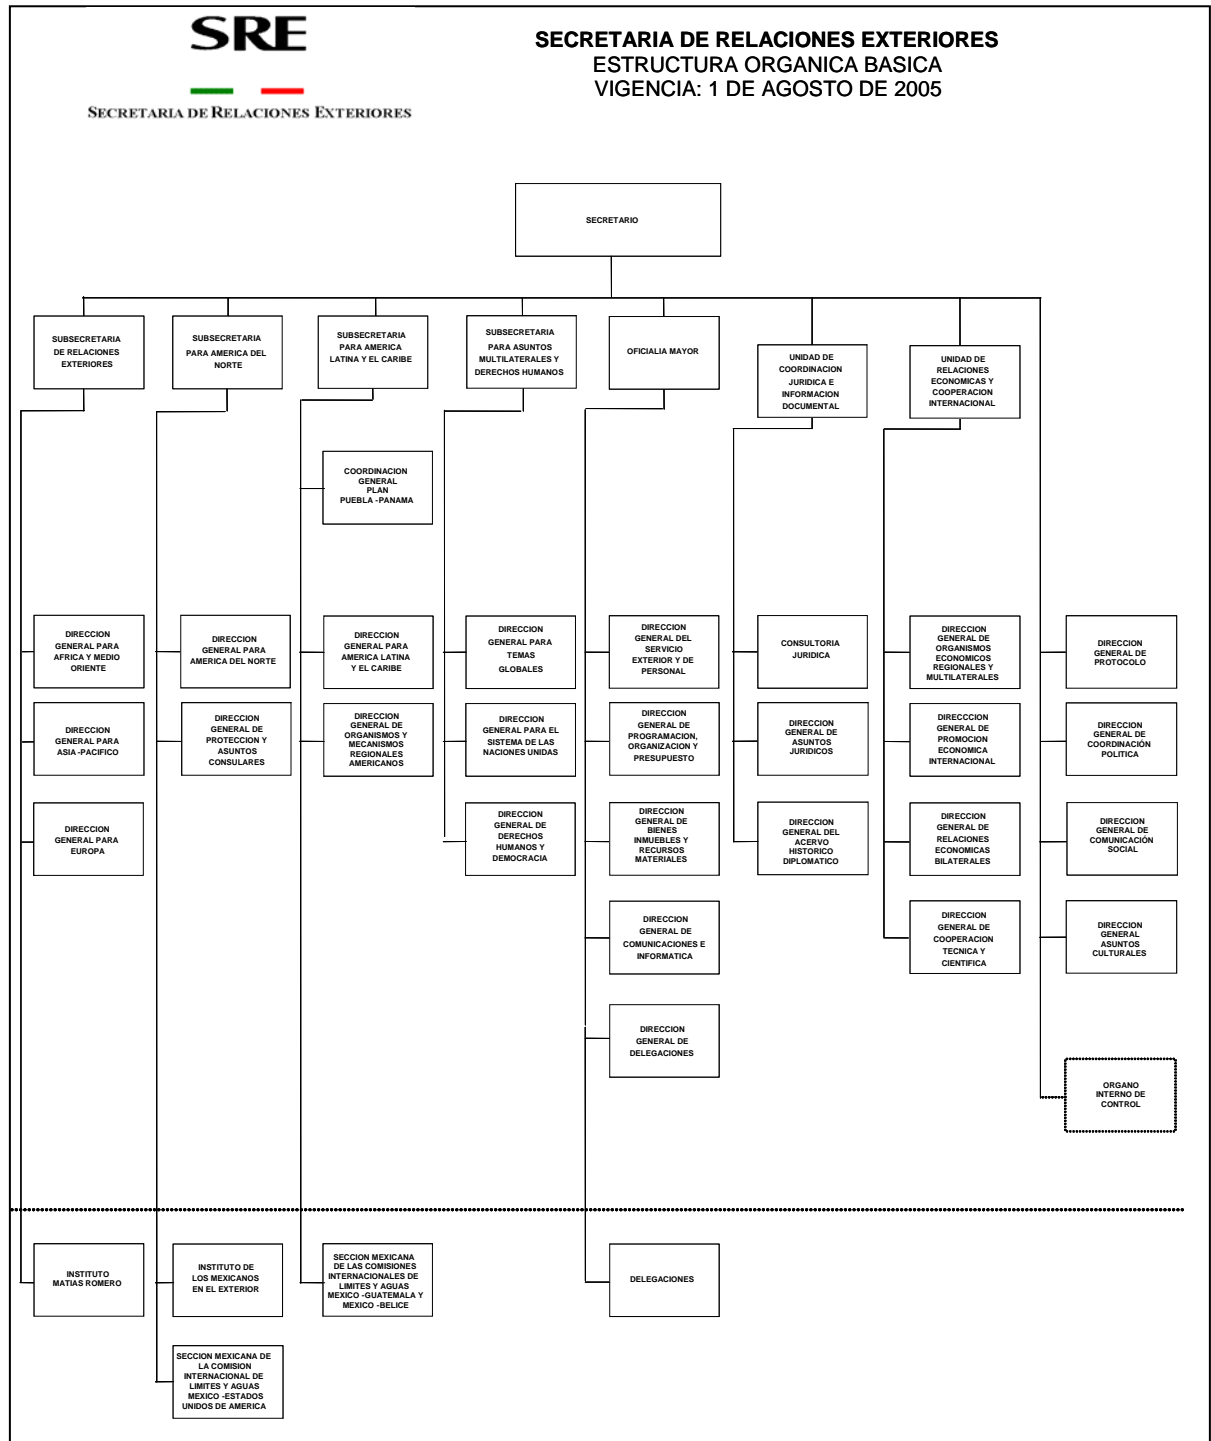 SRE
SECRETARIA DE RELACIONES EXTERIORES
SECRETARIA DE RELACIONES EXTERIORES
ESTRUCTURA ORGANICA BASICA
VIGENCIA: 1 DE AGOSTO DE 2005
SECRETARIO
SUBSECRETARIA
DE RELACIONES
EXTERIORES
SUBSECRETARIA
PARA AMERICA DEL
NORTE
SUBSECRETARIA
PARA AMERICA
LATINA Y EL CARIBE
SUBSECRETARIA
PARA ASUNTOS
MULTILATERALES Y
DERECHOS HUMANOS
OFICIALIA MAYOR
UNIDAD DE
COORDINACION
JURIDICA E
INFORMACION
DOCUMENTAL
UNIDAD DE
RELACIONES
ECONOMICAS Y
COOPERACION
INTERNACIONAL
COORDINACION
GENERAL
PLAN
PUEBLA -PANAMA
DIRECCION
GENERAL PARA
AFRICA Y MEDIO
ORIENTE
DIRECCION
GENERAL PARA
AMERICA DEL NORTE
DIRECCION
GENERAL PARA
AMERICA LATINA
Y EL CARIBE
DIRECCION
GENERAL PARA
TEMAS
GLOBALES
DIRECCION
GENERAL DEL
SERVICIO
EXTERIOR Y DE
PERSONAL
CONSULTORIA
JURIDICA
DIRECCION
GENERAL DE
ORGANISMOS
ECONOMICOS
REGIONALES Y
MULTILATERALES
DIRECCION
GENERAL DE
PROTOCOLO
DIRECCION
GENERAL PARA
ASIA -PACIFICO
DIRECCION
GENERAL DE
PROTECCION Y
ASUNTOS
CONSULARES
DIRECCION
GENERAL DE
ORGANISMOS Y
MECANISMOS
REGIONALES
AMERICANOS
DIRECCION
GENERAL PARA EL
SISTEMA DE LAS
NACIONES UNIDAS
DIRECCION
GENERAL DE
PROGRAMACION,
ORGANIZACION Y
PRESUPUESTO
DIRECCION
GENERAL DE
ASUNTOS
JURIDICOS
DIRECCCION
GENERAL DE
PROMOCION
ECONOMICA
INTERNACIONAL
DIRECCION
GENERAL DE
COORDINACIÓN
POLITICA
DIRECCION
GENERAL PARA
EUROPA
DIRECCION
GENERAL DE
DERECHOS
HUMANOS Y
DEMOCRACIA
DIRECCION
GENERAL DE
BIENES
INMUEBLES Y
RECURSOS
MATERIALES
DIRECCION
GENERAL DEL
ACERVO
HISTORICO
DIPLOMATICO
DIRECCION
GENERAL DE
RELACIONES
ECONOMICAS
BILATERALES
DIRECCION
GENERAL DE
COMUNICACIÓN
SOCIAL
DIRECCION
GENERAL DE
COMUNICACIONES E
INFORMATICA
DIRECCION
GENERAL DE
COOPERACION
TECNICA Y
CIENTIFICA
DIRECCION
GENERAL
ASUNTOS
CULTURALES
DIRECCION
GENERAL DE
DELEGACIONES
ORGANO
INTERNO DE
CONTROL
INSTITUTO
MATIAS ROMERO
INSTITUTO DE
LOS MEXICANOS
EN EL EXTERIOR
SECCION MEXICANA
DE LAS COMISIONES
INTERNACIONALES DE
LIMITES Y AGUAS
MEXICO -GUATEMALA Y
MEXICO -BELICE
DELEGACIONES
SECCION MEXICANA DE
LA COMISION
INTERNACIONAL DE
LIMITES Y AGUAS
MEXICO -ESTADOS
UNIDOS DE AMERICA